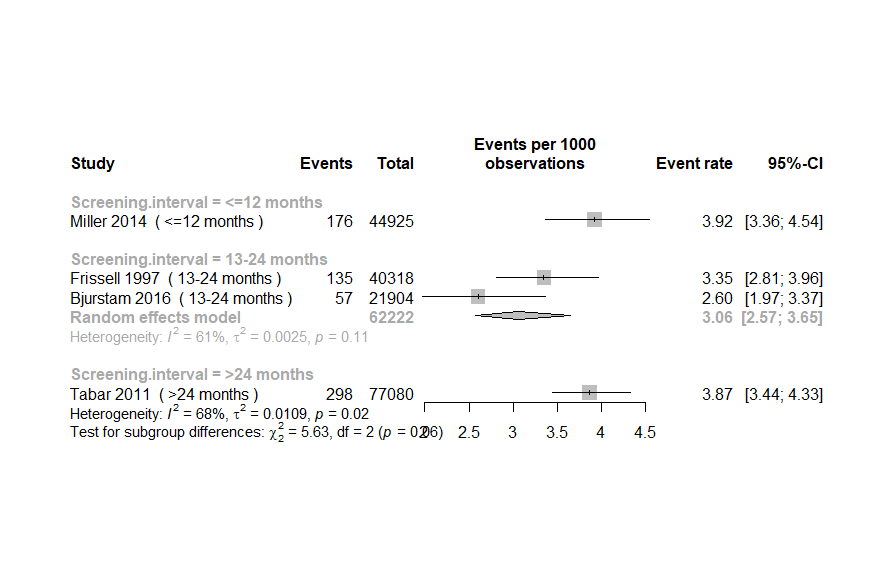 Events per 1000
Study Events Total observations Event rate 95%-CI
Screening.interval = <=12 months
Miller 2014 ( <=12 months ) 176 44925 3.92 [3.36; 4.54]
Screening.interval = 13-24 months
Frissell 1997 ( 13-24 months ) 135 40318 3.35 [2.81; 3.96]
Bjurstam 2016 ( 13-24 months ) 57 21904 2.60 [1.97; 3.37]
Random effects model 62222 3.06 [2.57; 3.65]
Heterogeneity: I² = 61%, τ² = 0.0025, p = 0.11
Screening.interval = >24 months
Tabar 2011 ( >24 months ) 298 77080 3.87 [3.44; 4.33]
Heterogeneity: I² = 68%, τ² = 0.0109, p = 0.02
Test for subgroup differences: χ²₂ = 5.63, df = 2 (p = 0.06) 2 2.5 3 3.5 4 4.5